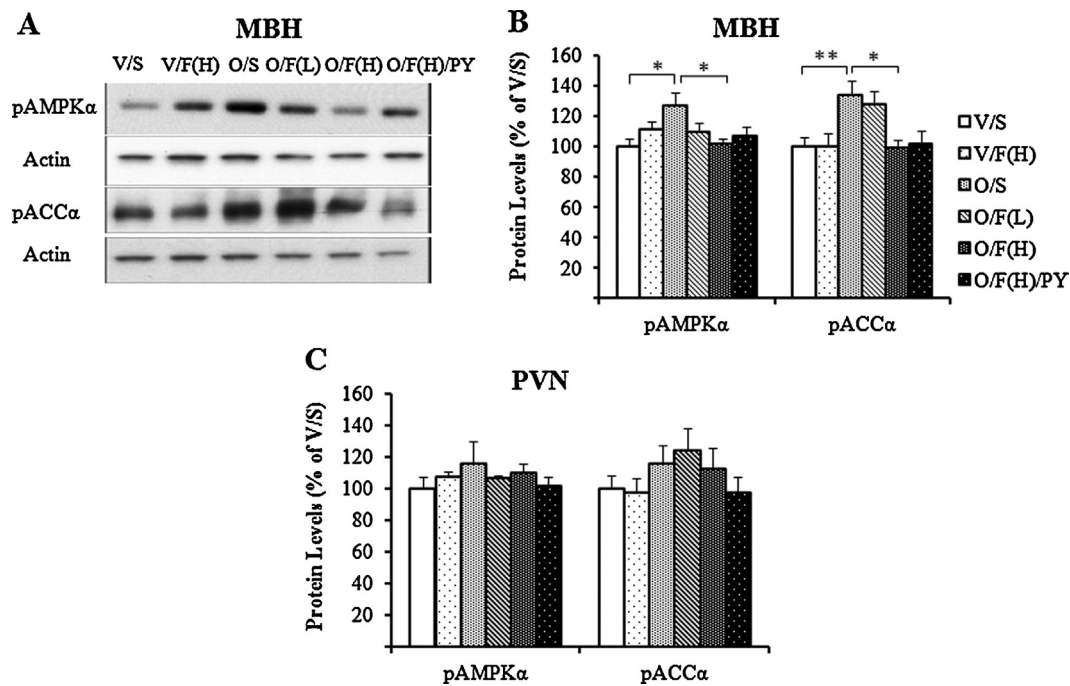 A
MBH
V/S V/F(H) O/S O/F(L) O/F(H) O/F(H)/PY
pAMPKα
Actin
pACCα
Actin
B
MBH
Protein Levels (% of V/S)
160
140
120
100
80
60
40
20
* *
** *
pAMPKα pACCα
V/S
V/F(H)
O/S
O/F(L)
O/F(H)
O/F(H)/PY
C
PVN
Protein Levels (% of V/S)
160
140
120
100
80
60
40
20
pAMPKα pACCα